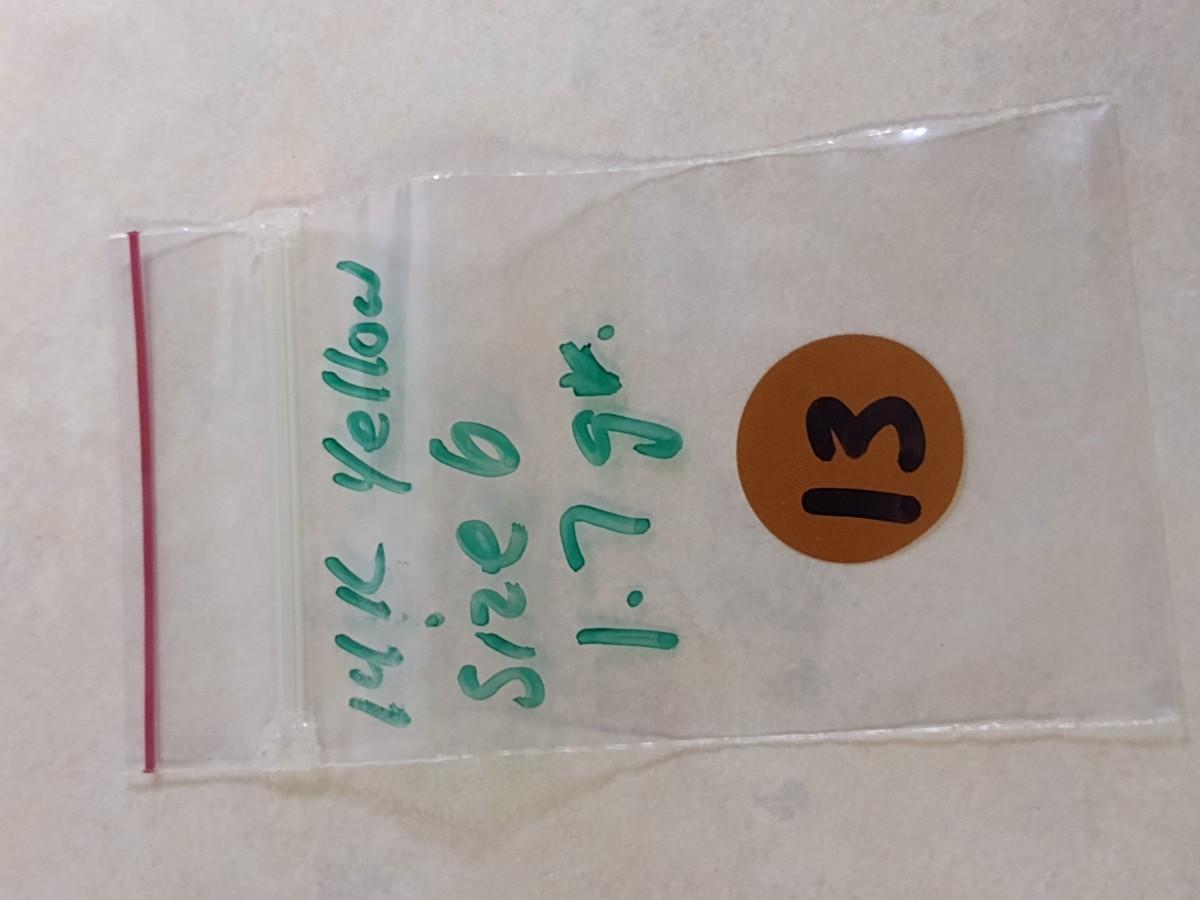 14K Yellow
Size 6
1.7 gr.
13